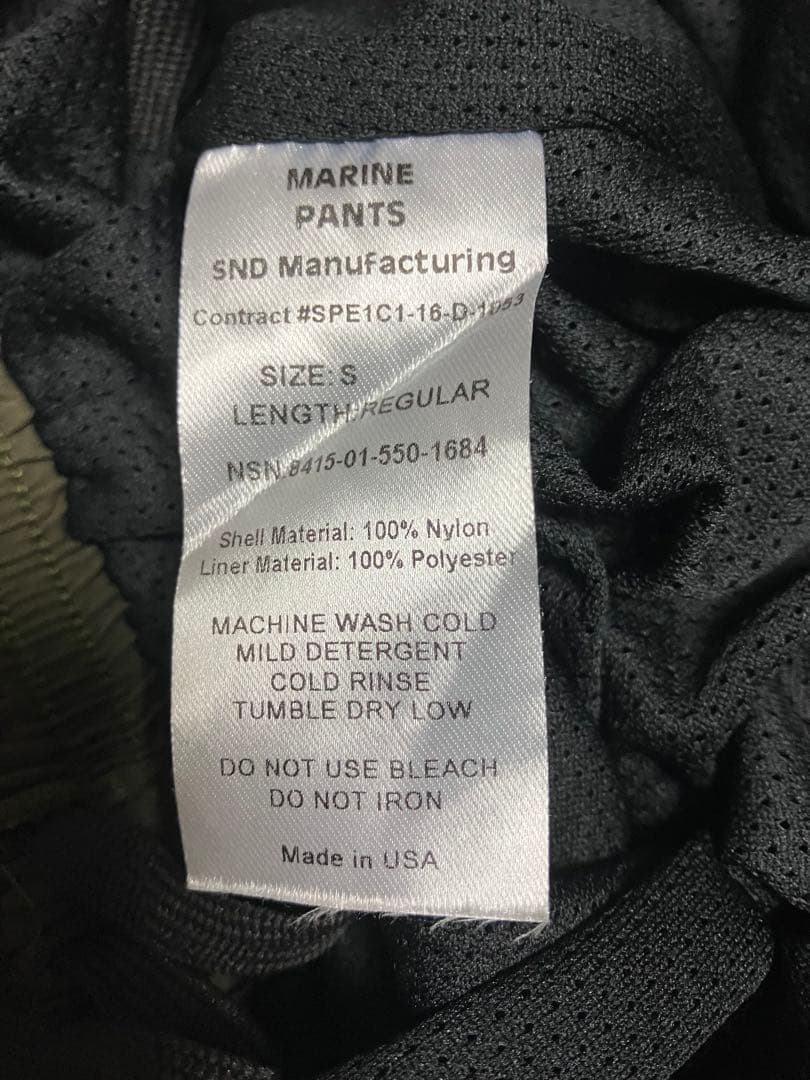 MARINE
PANTS
SND Manufacturing
Contract #SPE1C1-16-D-1053
SIZE: S
LENGTH:REGULAR
NSN:8415-01-550-1684
Shell Material: 100% Nylon
Liner Material: 100% Polyester
MACHINE WASH COLD
MILD DETERGENT
COLD RINSE
TUMBLE DRY LOW
DO NOT USE BLEACH
DO NOT IRON
Made in USA